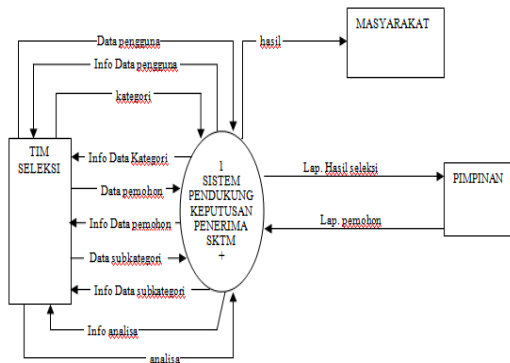 MASYARAKAT
Data pengguna
hasil
Info Data pengguna
kategori
TIM
SELEKSI
Info Data Kategori
Data pemohon
Info Data pemohon
Data subkategori
Info Data subkategori
Info analisa
analisa
1
SISTEM
PENDUKUNG
KEPUTUSAN
PENERIMA
SKTM
+
Lap. Hasil seleksi
Lap. pemohon
PIMPINAN